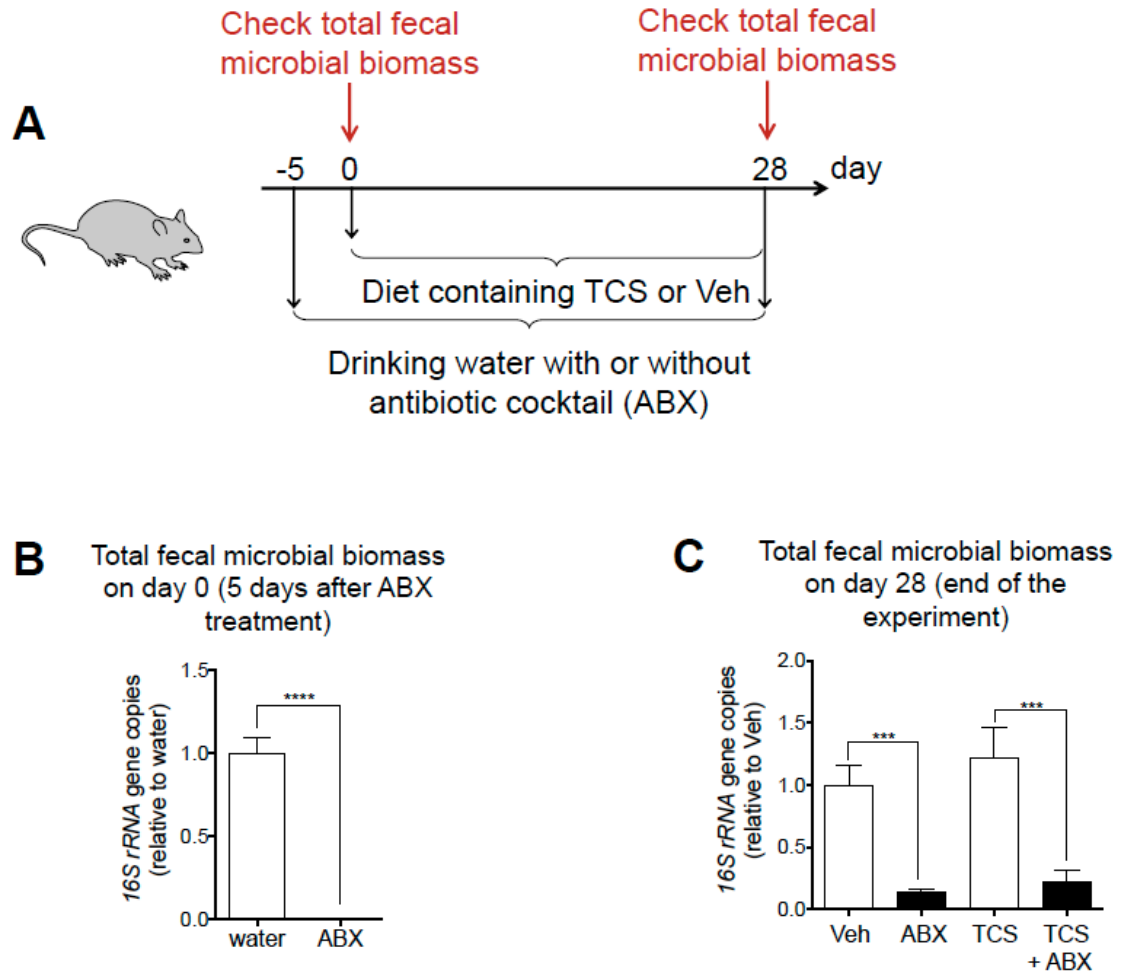 Check total fecal
microbial biomass
Check total fecal
microbial biomass
A
-5 0 28 day
Diet containing TCS or Veh
Drinking water with or without
antibiotic cocktail (ABX)
B
Total fecal microbial biomass
on day 0 (5 days after ABX
treatment)
16S rRNA gene copies
(relative to water)
1.5
1.0
0.5
0.0
****
water ABX
C
Total fecal microbial biomass
on day 28 (end of the
experiment)
16S rRNA gene copies
(relative to Veh)
2.0
1.5
1.0
0.5
0.0
***
***
Veh ABX TCS TCS
+ ABX